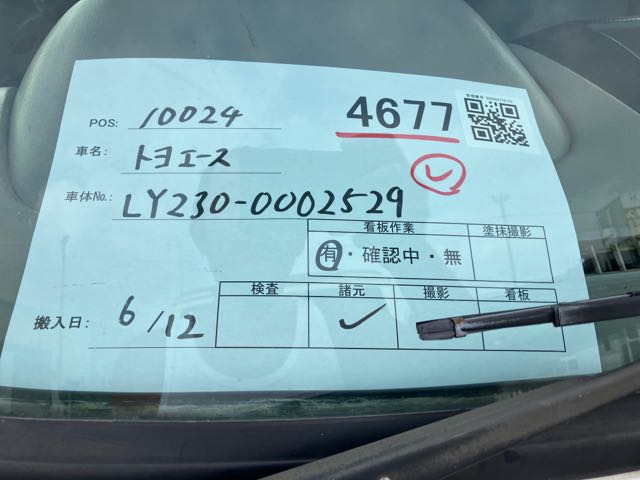 POS: 10024
4677
車名: トヨエース
車体No.: LY230-0002529
看板作業 塗抹撮影
有・確認中・無
検査 諸元 撮影 看板
搬入日: 6/12